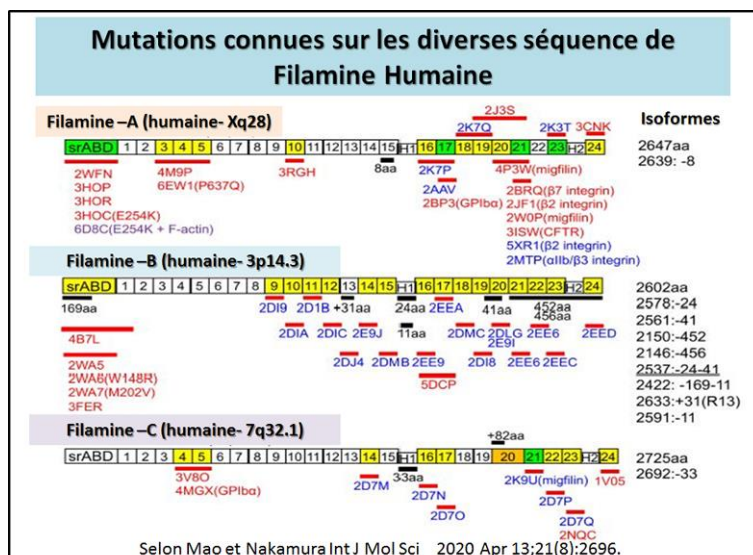 Mutations connues sur les diverses séquence de
Filamine Humaine
Filamine –A (humaine- Xq28)
Isoformes
2J3S
2K7Q 2K3T 3CNK
srABD 1 2 3 4 5 6 7 8 9 10 11 12 13 14 15 H1 16 17 18 19 20 21 22 23 H2 24
2647aa
2639: -8
8aa
2WFN 4M9P 3RGH 2K7P 4P3W(migfilin)
3HOP 6EW1(P637Q) 2AAV 2BRQ(β7 integrin)
3HOR 2BP3(GPIbα) 2JF1(β2 integrin)
3HOC(E254K) 2W0P(migfilin)
6D8C(E254K + F-actin) 3ISW(CFTR)
5XR1(β2 integrin)
2MTP(αIIb/β3 integrin)
Filamine –B (humaine- 3p14.3)
srABD 1 2 3 4 5 6 7 8 9 10 11 12 13 14 15 H1 16 17 18 19 20 21 22 23 H2 24
169aa 2DI9 2D1B +31aa 24aa 2EEA 41aa 452aa
456aa
4B7L 2DIA 2DIC 2E9J 11aa 2DMC 2DLG 2EE6 2EED
2E9I
2WA5 2DJ4 2DMB 2EE9 2DI8 2EE6 2EEC
2WA6(W148R) 5DCP
2WA7(M202V)
3FER
2602aa
2578:-24
2561:-41
2150:-452
2146:-456
2537:-24-41
2422: -169-11
2633:+31(R13)
2591:-11
Filamine –C (humaine- 7q32.1)
+82aa
srABD 1 2 3 4 5 6 7 8 9 10 11 12 13 14 15 H1 16 17 18 19 20 21 22 23 H2 24
2725aa
2692:-33
3V8O 2D7M 33aa 2K9U(migfilin) 1V05
4MGX(GPIbα) 2D7N 2D7P
2D7O 2D7Q
2NQC
Selon Mao et Nakamura Int J Mol Sci 2020 Apr 13;21(8):2696.